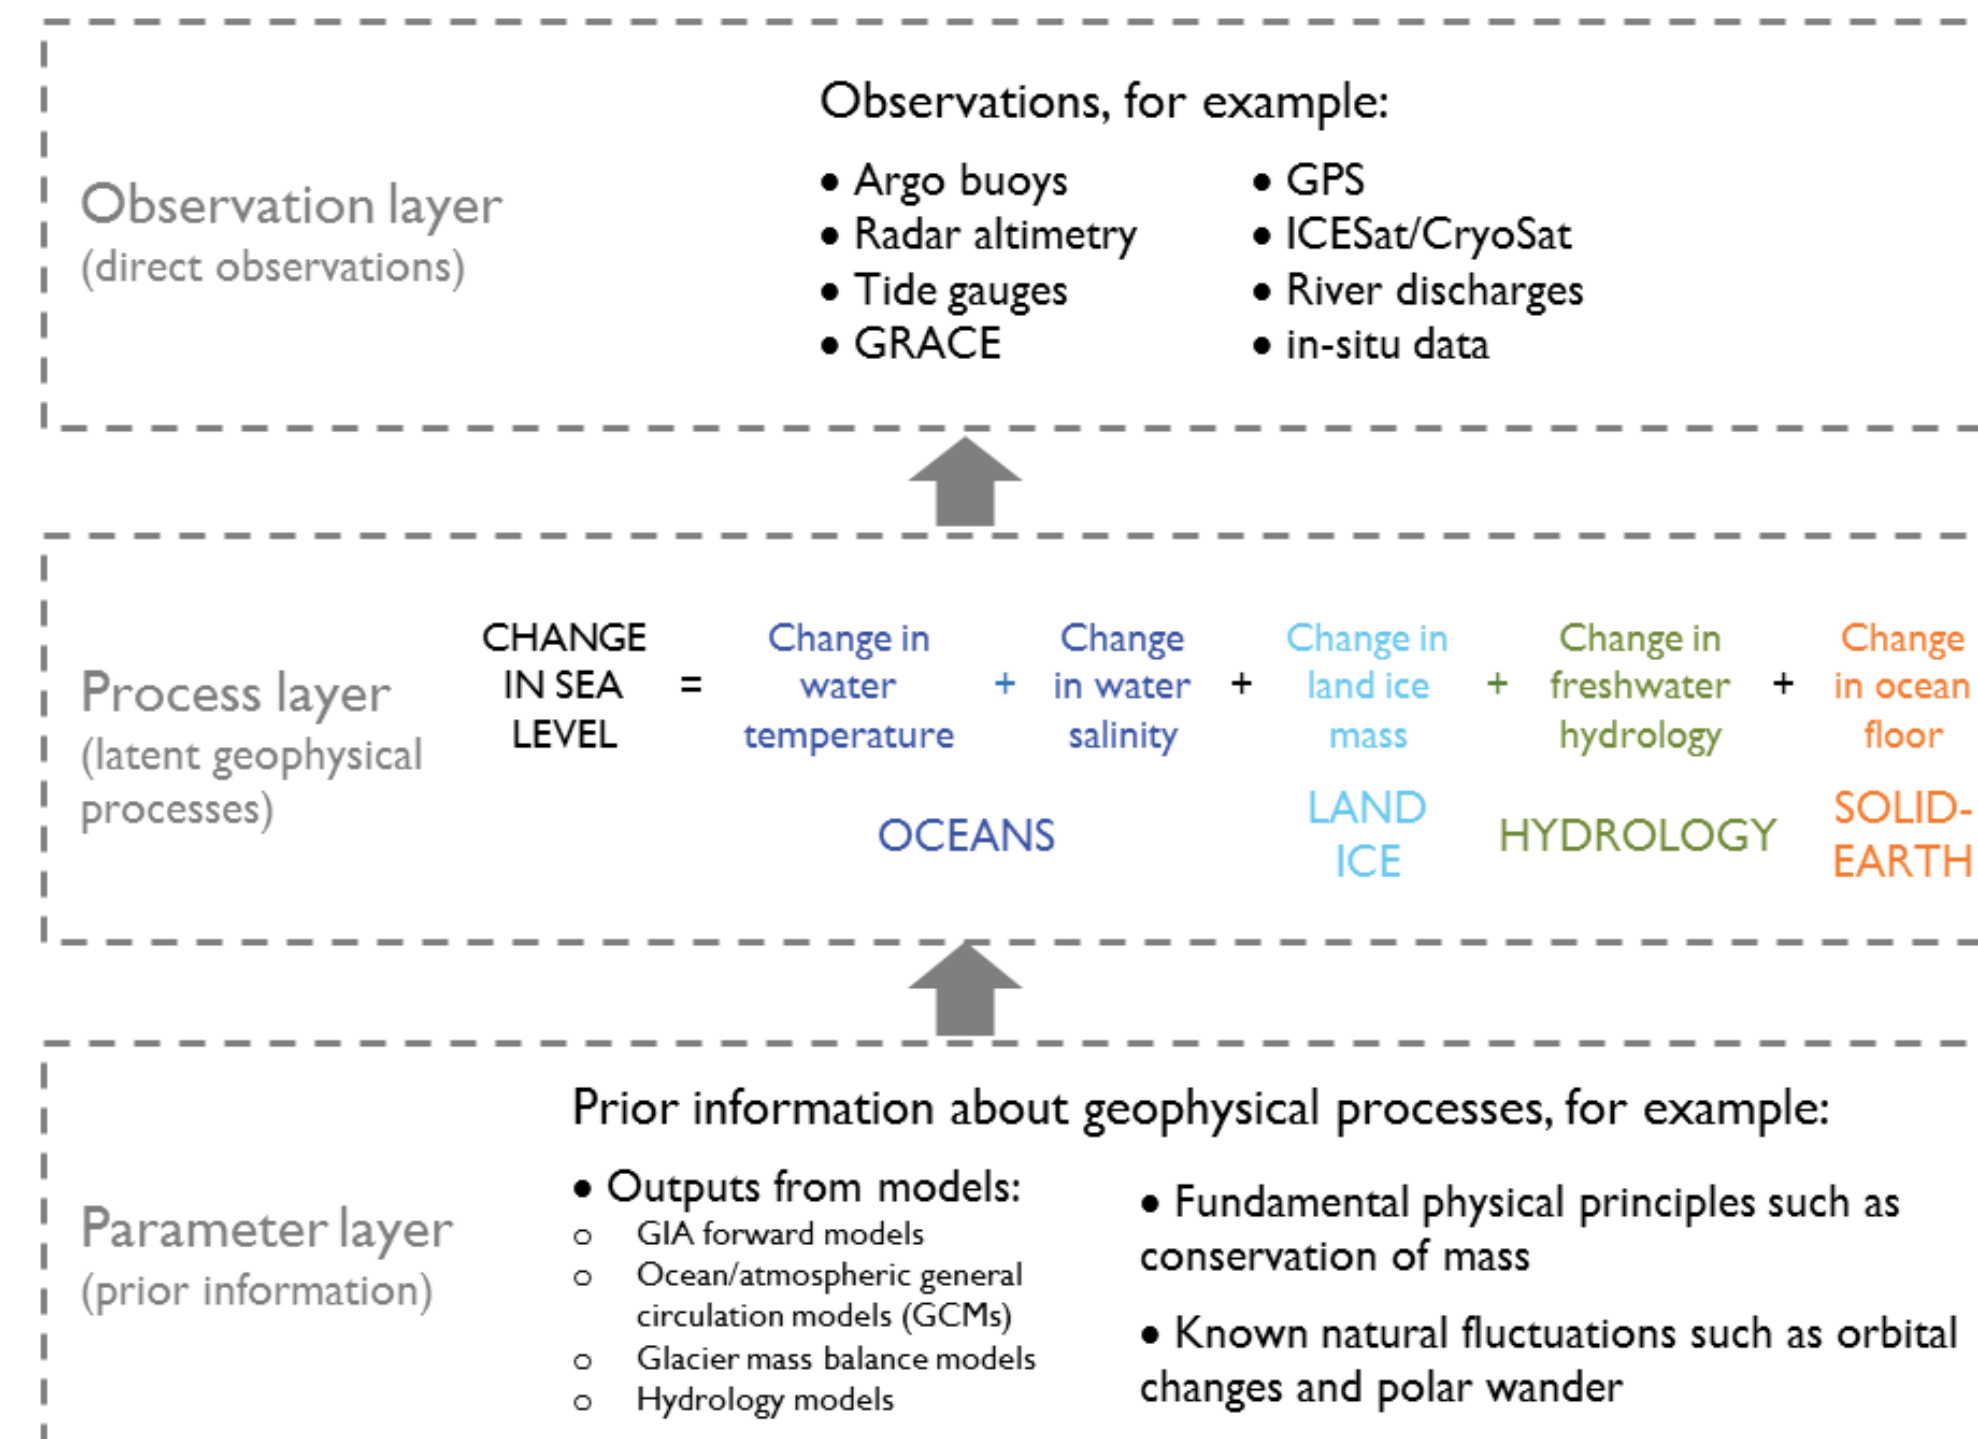 Observations, for example:
Observation layer
(direct observations)
• Argo buoys
• Radar altimetry
• Tide gauges
• GRACE
• GPS
• ICESat/CryoSat
• River discharges
• in-situ data
Process layer
(latent geophysical
processes)
CHANGE
IN SEA
LEVEL
=
Change in
water
temperature
+
Change
in water
salinity
+
Change in
land ice
mass
+
Change in
freshwater
hydrology
+
Change
in ocean
floor
OCEANS
LAND
ICE
HYDROLOGY
SOLID-
EARTH
Prior information about geophysical processes, for example:
Parameter layer
(prior information)
• Outputs from models:
o GIA forward models
o Ocean/atmospheric general
circulation models (GCMs)
o Glacier mass balance models
o Hydrology models
• Fundamental physical principles such as
conservation of mass
• Known natural fluctuations such as orbital
changes and polar wander